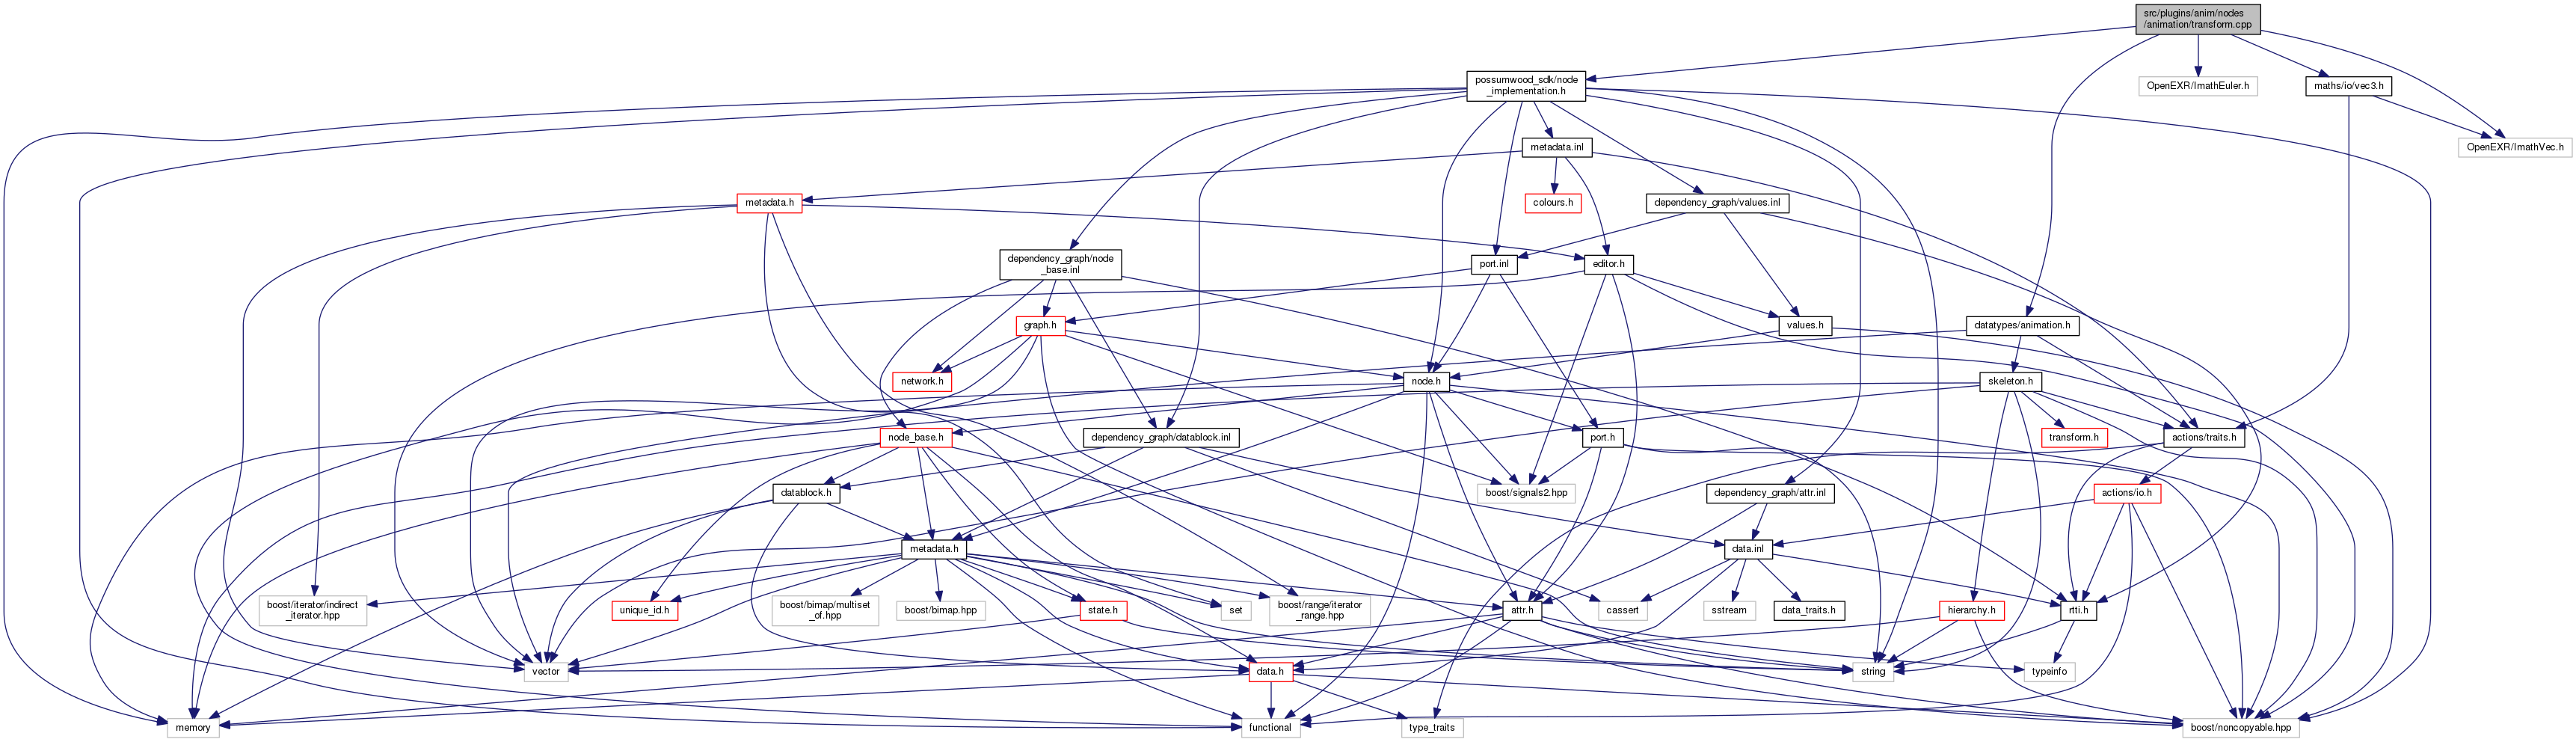 src/plugins/anim/nodes
/animation/transform.cpp
possumwood_sdk/node
_implementation.h
OpenEXR/ImathEuler.h
maths/io/vec3.h
metadata.inl
OpenEXR/ImathVec.h
metadata.h
colours.h
dependency_graph/values.inl
dependency_graph/node
_base.inl
port.inl
editor.h
graph.h
values.h
datatypes/animation.h
network.h
node.h
skeleton.h
node_base.h
dependency_graph/datablock.inl
port.h
transform.h
actions/traits.h
datablock.h
boost/signals2.hpp
dependency_graph/attr.inl
actions/io.h
metadata.h
data.inl
boost/iterator/indirect
_iterator.hpp
unique_id.h
boost/bimap/multiset
_of.hpp
boost/bimap.hpp
state.h
set
boost/range/iterator
_range.hpp
attr.h
cassert
sstream
data_traits.h
hierarchy.h
rtti.h
vector
data.h
string
typeinfo
memory
functional
type_traits
boost/noncopyable.hpp